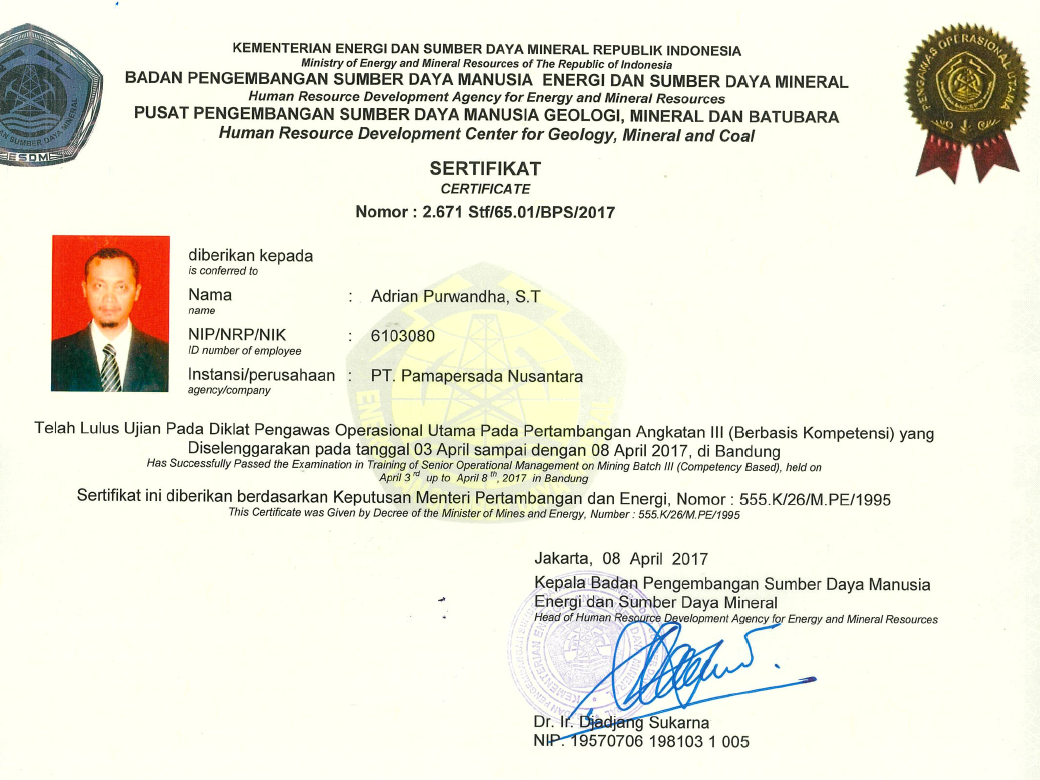 KEMENTERIAN ENERGI DAN SUMBER DAYA MINERAL REPUBLIK INDONESIA
Ministry of Energy and Mineral Resources of The Republic of Indonesia
BADAN PENGEMBANGAN SUMBER DAYA MANUSIA ENERGI DAN SUMBER DAYA MINERAL
Human Resource Development Agency for Energy and Mineral Resources
PUSAT PENGEMBANGAN SUMBER DAYA MANUSIA GEOLOGI, MINERAL DAN BATUBARA
Human Resource Development Center for Geology, Mineral and Coal
ESDM
PENGAWAS OPERASIONAL UTAMA
SERTIFIKAT
CERTIFICATE
Nomor : 2.671 Stf/65.01/BPS/2017
diberikan kepada
is conferred to
Nama : Adrian Purwandha, S.T
name
NIP/NRP/NIK : 6103080
ID number of employee
Instansi/perusahaan : PT. Pamapersada Nusantara
agency/company
Telah Lulus Ujian Pada Diklat Pengawas Operasional Utama Pada Pertambangan Angkatan III (Berbasis Kompetensi) yang
Diselenggarakan pada tanggal 03 April sampai dengan 08 April 2017, di Bandung
Has Successfully Passed the Examination in Training of Senior Operational Management on Mining Batch III (Competency Based), held on
April 3 rd up to April 8 th, 2017 in Bandung
Sertifikat ini diberikan berdasarkan Keputusan Menteri Pertambangan dan Energi, Nomor : 555.K/26/M.PE/1995
This Certificate was Given by Decree of the Minister of Mines and Energy, Number : 555.K/26/M.PE/1995
Jakarta, 08 April 2017
Kepala Badan Pengembangan Sumber Daya Manusia
Energi dan Sumber Daya Mineral
Head of Human Resource Development Agency for Energy and Mineral Resources
Dr. Ir. Djadjang Sukarna
NIP. 19570706 198103 1 005